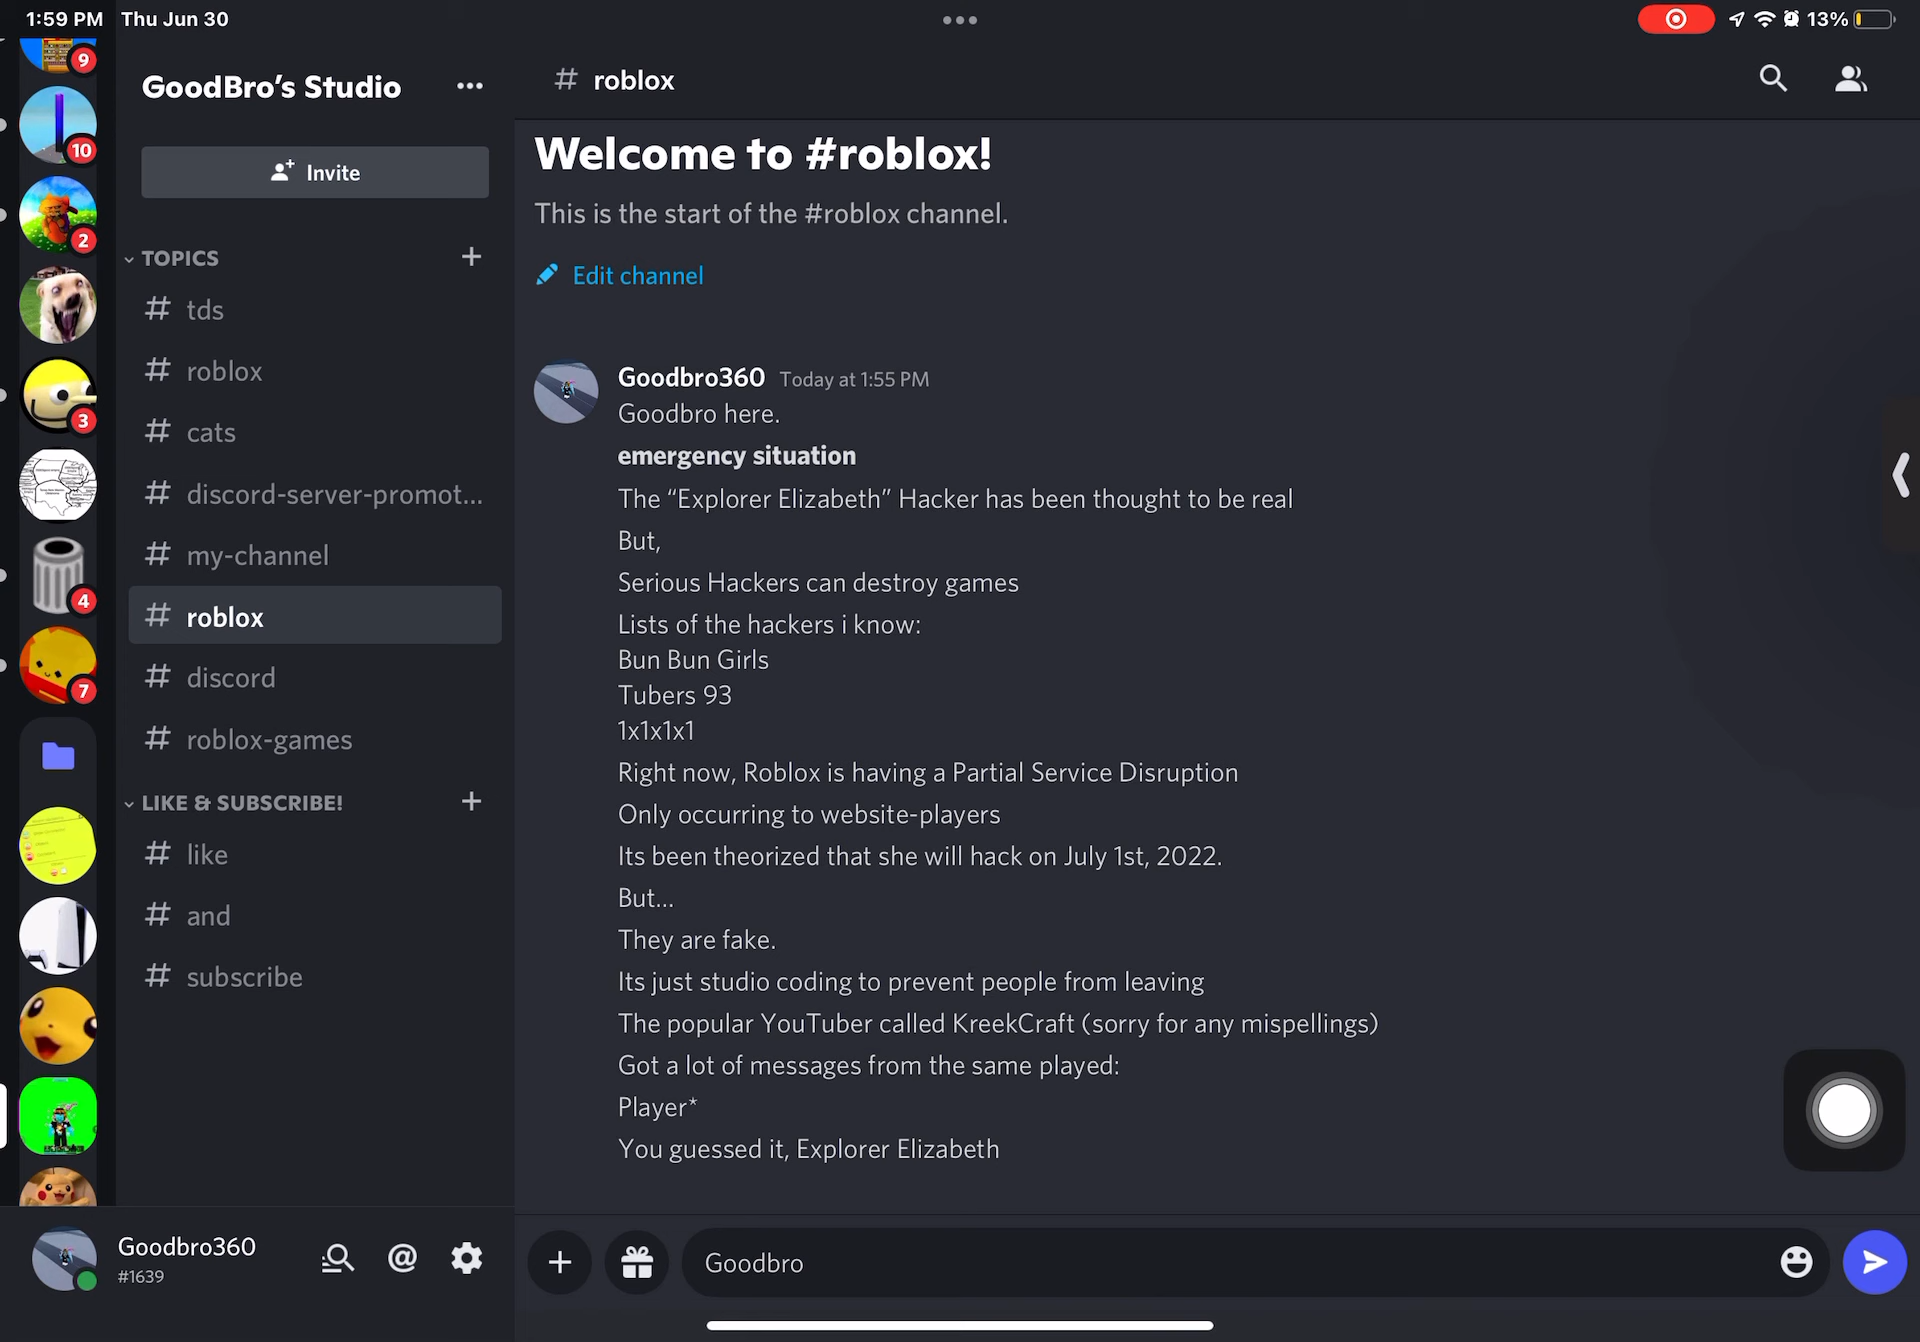 1:59 PM Thu Jun 30
13%
9
10
2
3
4
7
GoodBro's Studio
Invite
TOPICS
# tds
# roblox
# cats
# discord-server-promot...
# my-channel
# roblox
# discord
# roblox-games
LIKE & SUBSCRIBE!
# like
# and
# subscribe
Goodbro360
#1639
# roblox
Welcome to #roblox!
This is the start of the #roblox channel.
Edit channel
Goodbro360 Today at 1:55 PM
Goodbro here.
emergency situation
The “Explorer Elizabeth” Hacker has been thought to be real
But,
Serious Hackers can destroy games
Lists of the hackers i know:
Bun Bun Girls
Tubers 93
1x1x1x1
Right now, Roblox is having a Partial Service Disruption
Only occurring to website-players
Its been theorized that she will hack on July 1st, 2022.
But...
They are fake.
Its just studio coding to prevent people from leaving
The popular YouTuber called KreekCraft (sorry for any mispellings)
Got a lot of messages from the same played:
Player*
You guessed it, Explorer Elizabeth
Goodbro